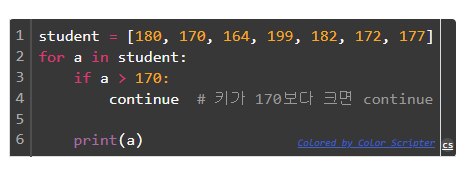 1 student = [180, 170, 164, 199, 182, 172, 177]
2 for a in student:
3     if a > 170:
4         continue  # 키가 170보다 크면 continue
5
6     print(a)
Colored by Color Scripter
cs